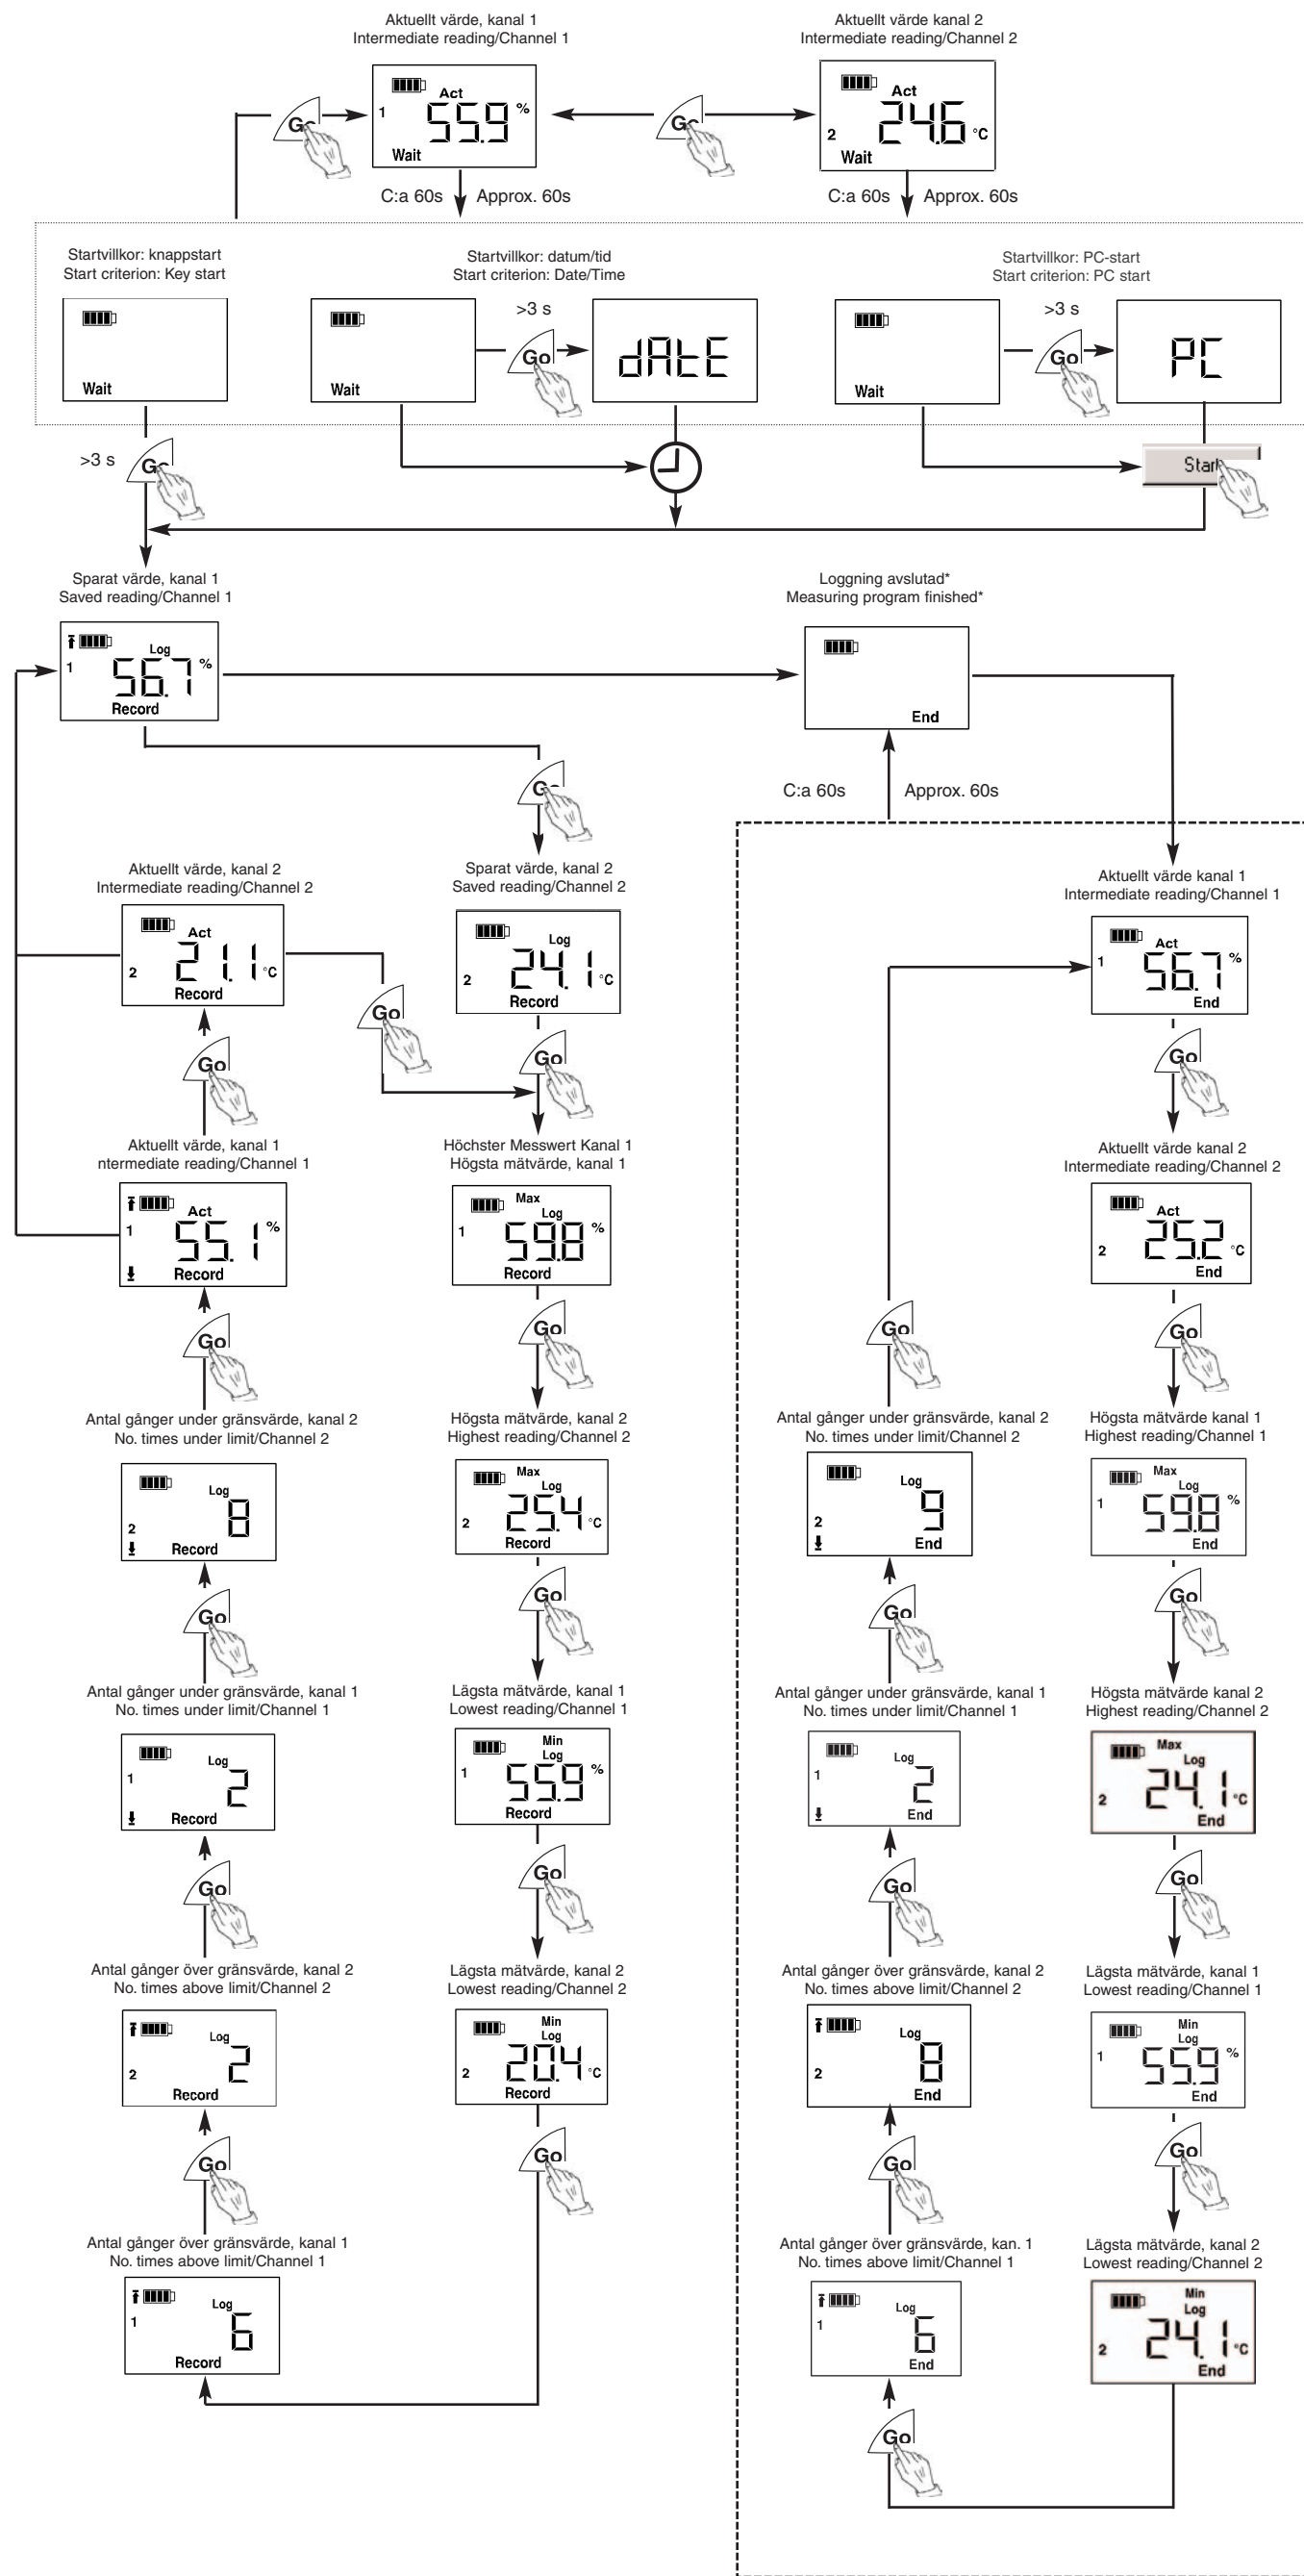 Aktuellt värde, kanal 1
Intermediate reading/Channel 1
Aktuellt värde kanal 2
Intermediate reading/Channel 2
Act
1 55.9 %
Wait
Go
Go
Act
2 24.6 °C
Wait
C:a 60s Approx. 60s
C:a 60s Approx. 60s
Startvillkor: knappstart
Start criterion: Key start
Startvillkor: datum/tid
Start criterion: Date/Time
Startvillkor: PC-start
Start criterion: PC start
Wait
Wait
>3 s
Go
dAtE
Wait
>3 s
Go
PC
>3 s
Go
Start
Sparat värde, kanal 1
Saved reading/Channel 1
Log
1 56.7 %
Record
Loggning avslutad*
Measuring program finished*
End
Go
C:a 60s Approx. 60s
Aktuellt värde, kanal 2
Intermediate reading/Channel 2
Act
2 21.1 °C
Record
Go
Go
Aktuellt värde, kanal 1
ntermediate reading/Channel 1
Act
1 55.1 %
Record
Go
Antal gånger under gränsvärde, kanal 2
No. times under limit/Channel 2
Log
8
2
Record
Go
Antal gånger under gränsvärde, kanal 1
No. times under limit/Channel 1
Log
1 2
Record
Go
Antal gånger över gränsvärde, kanal 2
No. times above limit/Channel 2
Log
2 2
Record
Go
Antal gånger över gränsvärde, kanal 1
No. times above limit/Channel 1
Log
1 6
Record
Sparat värde, kanal 2
Saved reading/Channel 2
Log
2 24.1 °C
Record
Go
Höchster Messwert Kanal 1
Högsta mätvärde, kanal 1
Max
Log
1 59.8 %
Record
Go
Högsta mätvärde, kanal 2
Highest reading/Channel 2
Max
Log
2 25.4 °C
Record
Go
Lägsta mätvärde, kanal 1
Lowest reading/Channel 1
Min
Log
1 55.9 %
Record
Go
Lägsta mätvärde, kanal 2
Lowest reading/Channel 2
Min
Log
2 20.4 °C
Record
Go
Go
Antal gånger under gränsvärde, kanal 2
No. times under limit/Channel 2
Log
9
2
End
Go
Antal gånger under gränsvärde, kanal 1
No. times under limit/Channel 1
Log
1 2
End
Go
Antal gånger över gränsvärde, kanal 2
No. times above limit/Channel 2
Log
2 8
End
Go
Antal gånger över gränsvärde, kan. 1
No. times above limit/Channel 1
Log
1 6
End
Go
Aktuellt värde kanal 1
Intermediate reading/Channel 1
Act
1 56.7 %
End
Go
Aktuellt värde kanal 2
Intermediate reading/Channel 2
Act
2 25.2 °C
End
Go
Högsta mätvärde kanal 1
Highest reading/Channel 1
Max
Log
1 59.8 %
End
Go
Högsta mätvärde kanal 2
Highest reading/Channel 2
Max
Log
2 24.1 °C
End
Go
Lägsta mätvärde, kanal 1
Lowest reading/Channel 1
Min
Log
1 55.9 %
End
Go
Lägsta mätvärde, kanal 2
Lowest reading/Channel 2
Min
Log
2 24.1 °C
End